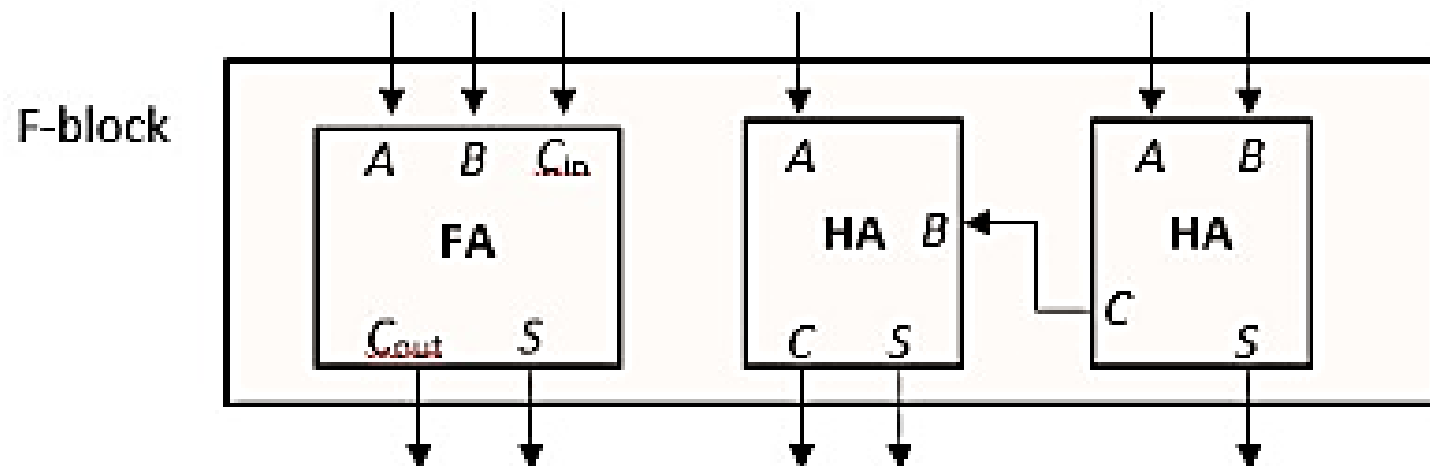 F-block
A B Cin
FA
Cout S
A
HA B
C S
A B
HA
C
S